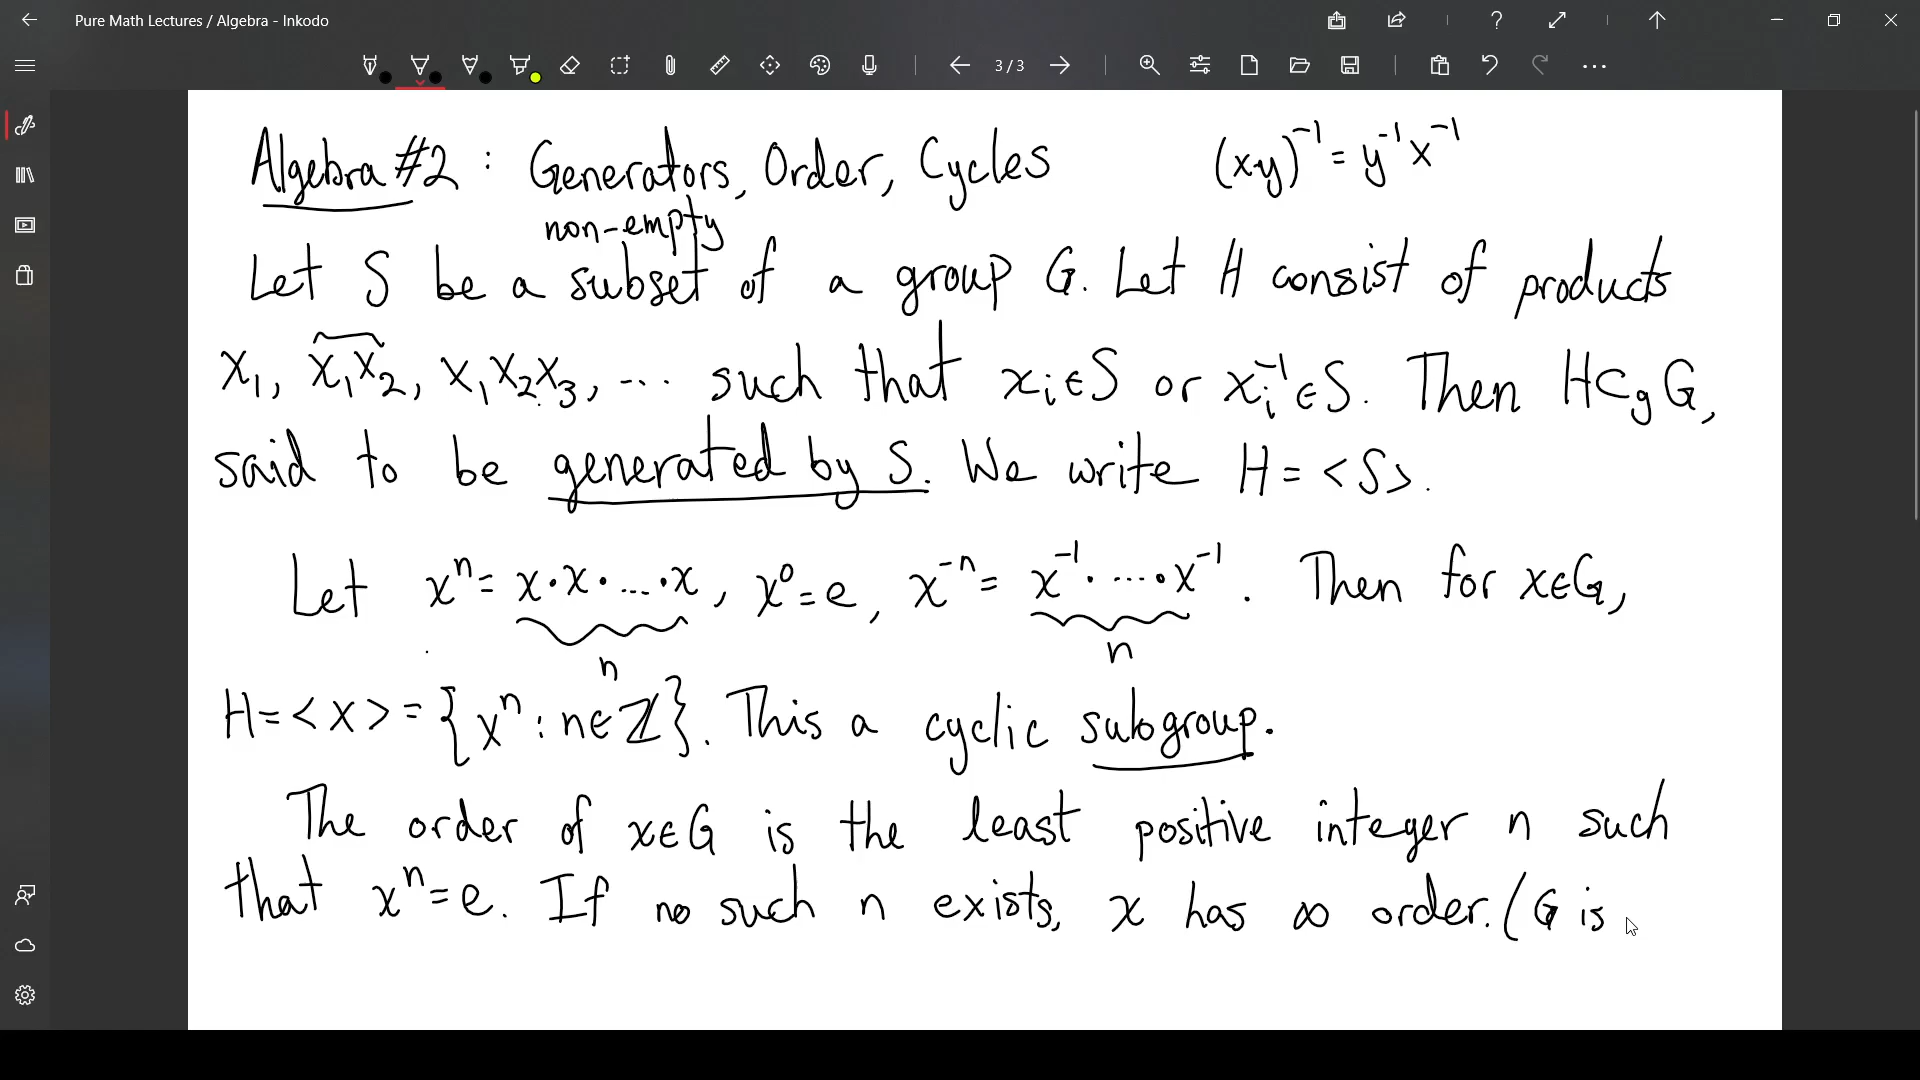 Pure Math Lectures / Algebra - Inkodo
3 / 3
Algebra #2 : Generators, Order, Cycles (xy)⁻¹ = y⁻¹x⁻¹
non-empty
Let S be a subset of a group G. Let H consist of products
x₁, x₁x₂, x₁x₂x₃, ... such that xᵢ∈S or xᵢ⁻¹∈S. Then H⊂gG,
said to be generated by S. We write H = <S>.
Let xⁿ = x·x·...·x, x⁰ = e, x⁻ⁿ = x⁻¹·...·x⁻¹. Then for x∈G,
n n
H = <x> = {xⁿ : n∈ℤ}. This a cyclic subgroup.
The order of x∈G is the least positive integer n such
that xⁿ = e. If no such n exists, x has ∞ order. (G is